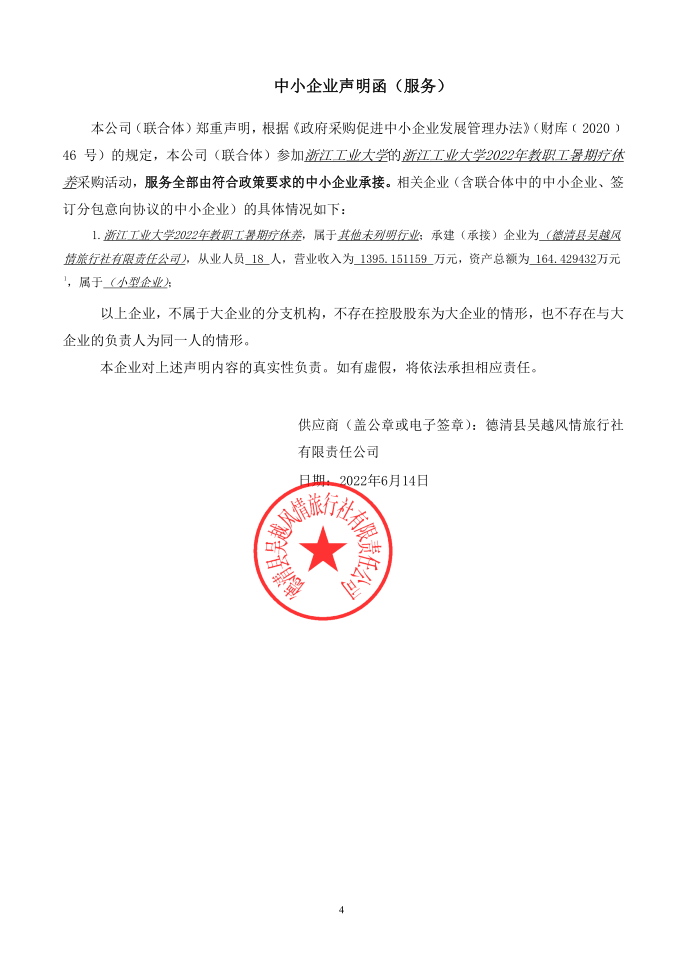 中小企业声明函（服务）
本公司（联合体）郑重声明，根据《政府采购促进中小企业发展管理办法》（财库﹝2020﹞
46 号）的规定，本公司（联合体）参加浙江工业大学的浙江工业大学2022年教职工暑期疗休
养采购活动，服务全部由符合政策要求的中小企业承接。相关企业（含联合体中的中小企业、签
订分包意向协议的中小企业）的具体情况如下：
1.浙江工业大学2022年教职工暑期疗休养，属于其他未列明行业；承建（承接）企业为（德清县吴越风
情旅行社有限责任公司），从业人员 18 人，营业收入为 1395.151159 万元，资产总额为 164.429432万元
1，属于（小型企业）；
以上企业，不属于大企业的分支机构，不存在控股股东为大企业的情形，也不存在与大
企业的负责人为同一人的情形。
本企业对上述声明内容的真实性负责。如有虚假，将依法承担相应责任。
供应商（盖公章或电子签章）：德清县吴越风情旅行社
有限责任公司
日期：2022年6月14日
德清县吴越风情旅行社有限责任公司
4